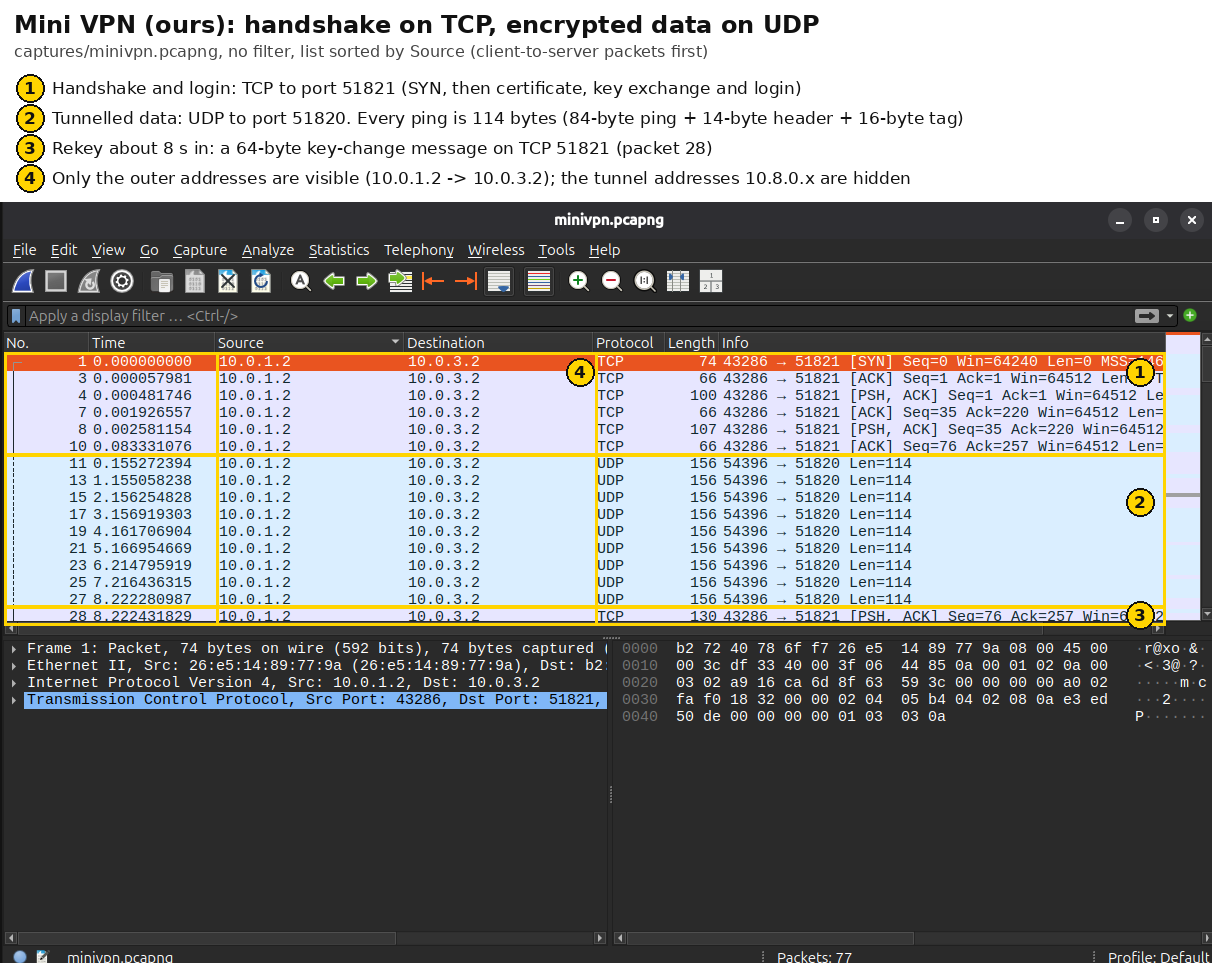 Mini VPN (ours): handshake on TCP, encrypted data on UDP
captures/minivpn.pcapng, no filter, list sorted by Source (client-to-server packets first)
1 Handshake and login: TCP to port 51821 (SYN, then certificate, key exchange and login)
2 Tunnelled data: UDP to port 51820. Every ping is 114 bytes (84-byte ping + 14-byte header + 16-byte tag)
3 Rekey about 8 s in: a 64-byte key-change message on TCP 51821 (packet 28)
4 Only the outer addresses are visible (10.0.1.2 -> 10.0.3.2); the tunnel addresses 10.8.0.x are hidden
minivpn.pcapng
File Edit View Go Capture Analyze Statistics Telephony Wireless Tools Help
Apply a display filter … <Ctrl-/>
No. Time Source Destination Protocol Length Info
1 0.000000000 10.0.1.2 10.0.3.2 TCP 74 43286 → 51821 [SYN] Seq=0 Win=64240 Len=0 MSS=146
3 0.000057981 10.0.1.2 10.0.3.2 TCP 66 43286 → 51821 [ACK] Seq=1 Ack=1 Win=64512 Len
4 0.000481746 10.0.1.2 10.0.3.2 TCP 100 43286 → 51821 [PSH, ACK] Seq=1 Ack=1 Win=64512 Le
7 0.001926557 10.0.1.2 10.0.3.2 TCP 66 43286 → 51821 [ACK] Seq=35 Ack=220 Win=64512 Len=
8 0.002581154 10.0.1.2 10.0.3.2 TCP 107 43286 → 51821 [PSH, ACK] Seq=35 Ack=220 Win=64512
10 0.083331076 10.0.1.2 10.0.3.2 TCP 66 43286 → 51821 [ACK] Seq=76 Ack=257 Win=64512 Len=
11 0.155272394 10.0.1.2 10.0.3.2 UDP 156 54396 → 51820 Len=114
13 1.155058238 10.0.1.2 10.0.3.2 UDP 156 54396 → 51820 Len=114
15 2.156254828 10.0.1.2 10.0.3.2 UDP 156 54396 → 51820 Len=114
17 3.156919303 10.0.1.2 10.0.3.2 UDP 156 54396 → 51820 Len=114
19 4.161706904 10.0.1.2 10.0.3.2 UDP 156 54396 → 51820 Len=114
21 5.166954669 10.0.1.2 10.0.3.2 UDP 156 54396 → 51820 Len=114
23 6.214795919 10.0.1.2 10.0.3.2 UDP 156 54396 → 51820 Len=114
25 7.216436315 10.0.1.2 10.0.3.2 UDP 156 54396 → 51820 Len=114
27 8.222280987 10.0.1.2 10.0.3.2 UDP 156 54396 → 51820 Len=114
28 8.222431829 10.0.1.2 10.0.3.2 TCP 130 43286 → 51821 [PSH, ACK] Seq=76 Ack=257 Win=6
4
1
2
3
Frame 1: Packet, 74 bytes on wire (592 bits), 74 bytes captured (
Ethernet II, Src: 26:e5:14:89:77:9a (26:e5:14:89:77:9a), Dst: b2:
Internet Protocol Version 4, Src: 10.0.1.2, Dst: 10.0.3.2
Transmission Control Protocol, Src Port: 43286, Dst Port: 51821,
0000 b2 72 40 78 6f f7 26 e5 14 89 77 9a 08 00 45 00 ·r@xo·&·
0010 00 3c df 33 40 00 3f 06 44 85 0a 00 01 02 0a 00 ·<·3@·?·
0020 03 02 a9 16 ca 6d 8f 63 59 3c 00 00 00 00 a0 02 ·····m·c
0030 fa f0 18 32 00 00 02 04 05 b4 04 02 08 0a e3 ed ···2····
0040 50 de 00 00 00 00 01 03 03 0a P·······
minivpn.pcapng Packets: 77 Profile: Default